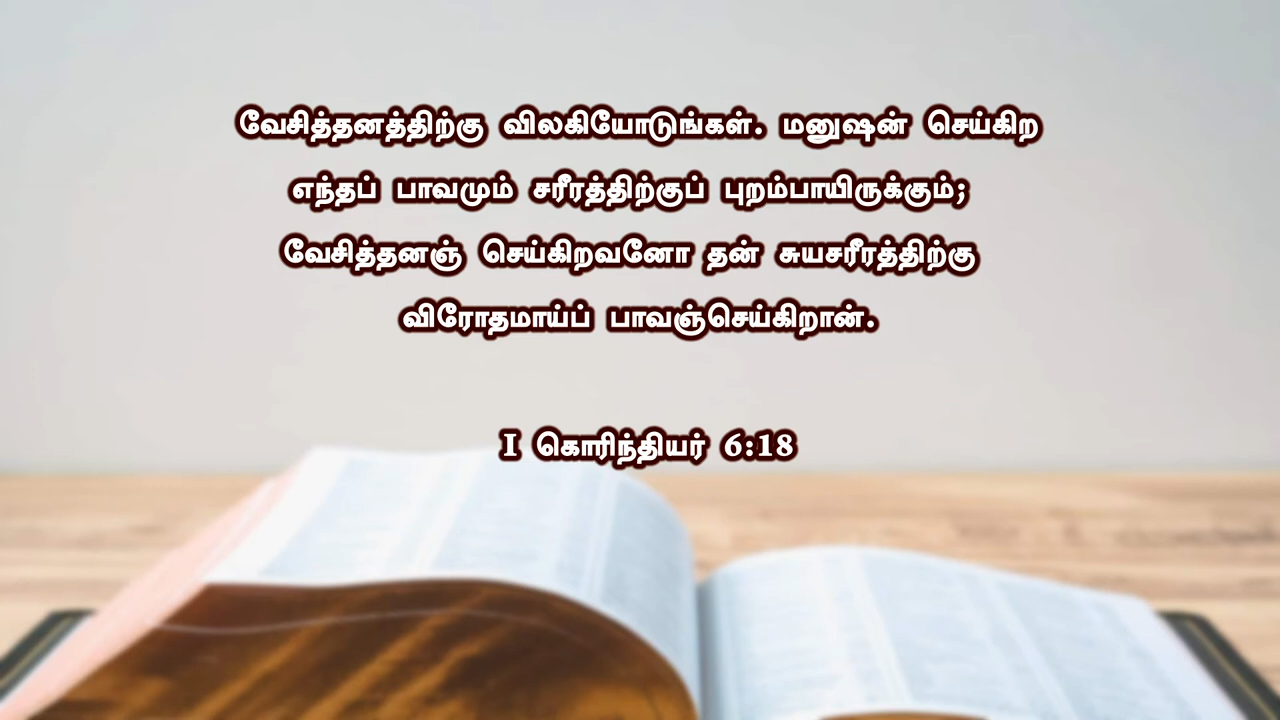 வேசித்தனத்திற்கு விலகியோடுங்கள். மனுஷன் செய்கிற
எந்தப் பாவமும் சரீரத்திற்குப் புறம்பாயிருக்கும்;
வேசித்தனஞ் செய்கிறவனோ தன் சுயசரீரத்திற்கு
விரோதமாய்ப் பாவஞ்செய்கிறான்.
I கொரிந்தியர் 6:18